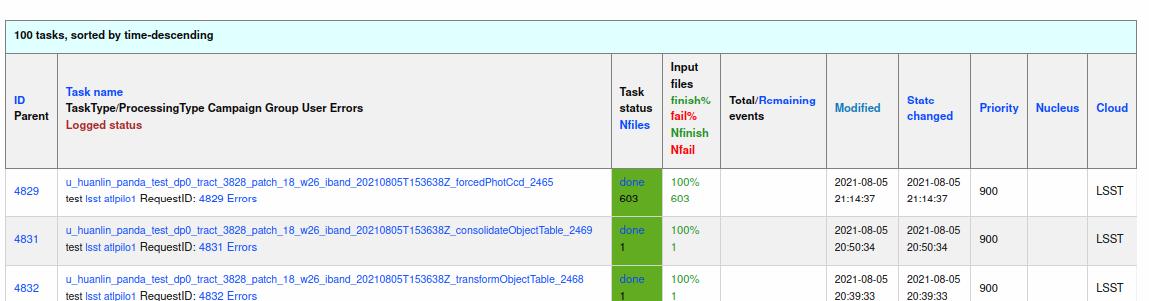 100 tasks, sorted by time-descending
ID
Parent
Task name
TaskType/ProcessingType Campaign Group User Errors
Logged status
Task
status
Nfiles
Input
files
finish%
fail%
Nfinish
Nfail
Total/Remaining
events
Modified
State
changed
Priority
Nucleus
Cloud
4829
u_huanlin_panda_test_dp0_tract_3828_patch_18_w26_iband_20210805T153638Z_forcedPhotCcd_2465
test lsst atlpilo1 RequestID: 4829 Errors
done
603
100%
603
2021-08-05
21:14:37
2021-08-05
21:14:37
900
LSST
4831
u_huanlin_panda_test_dp0_tract_3828_patch_18_w26_iband_20210805T153638Z_consolidateObjectTable_2469
test lsst atlpilo1 RequestID: 4831 Errors
done
1
100%
1
2021-08-05
20:50:34
2021-08-05
20:50:34
900
LSST
4832
u_huanlin_panda_test_dp0_tract_3828_patch_18_w26_iband_20210805T153638Z_transformObjectTable_2468
test lsst atlpilo1 RequestID: 4832 Errors
done
1
100%
1
2021-08-05
20:39:33
2021-08-05
20:39:33
900
LSST